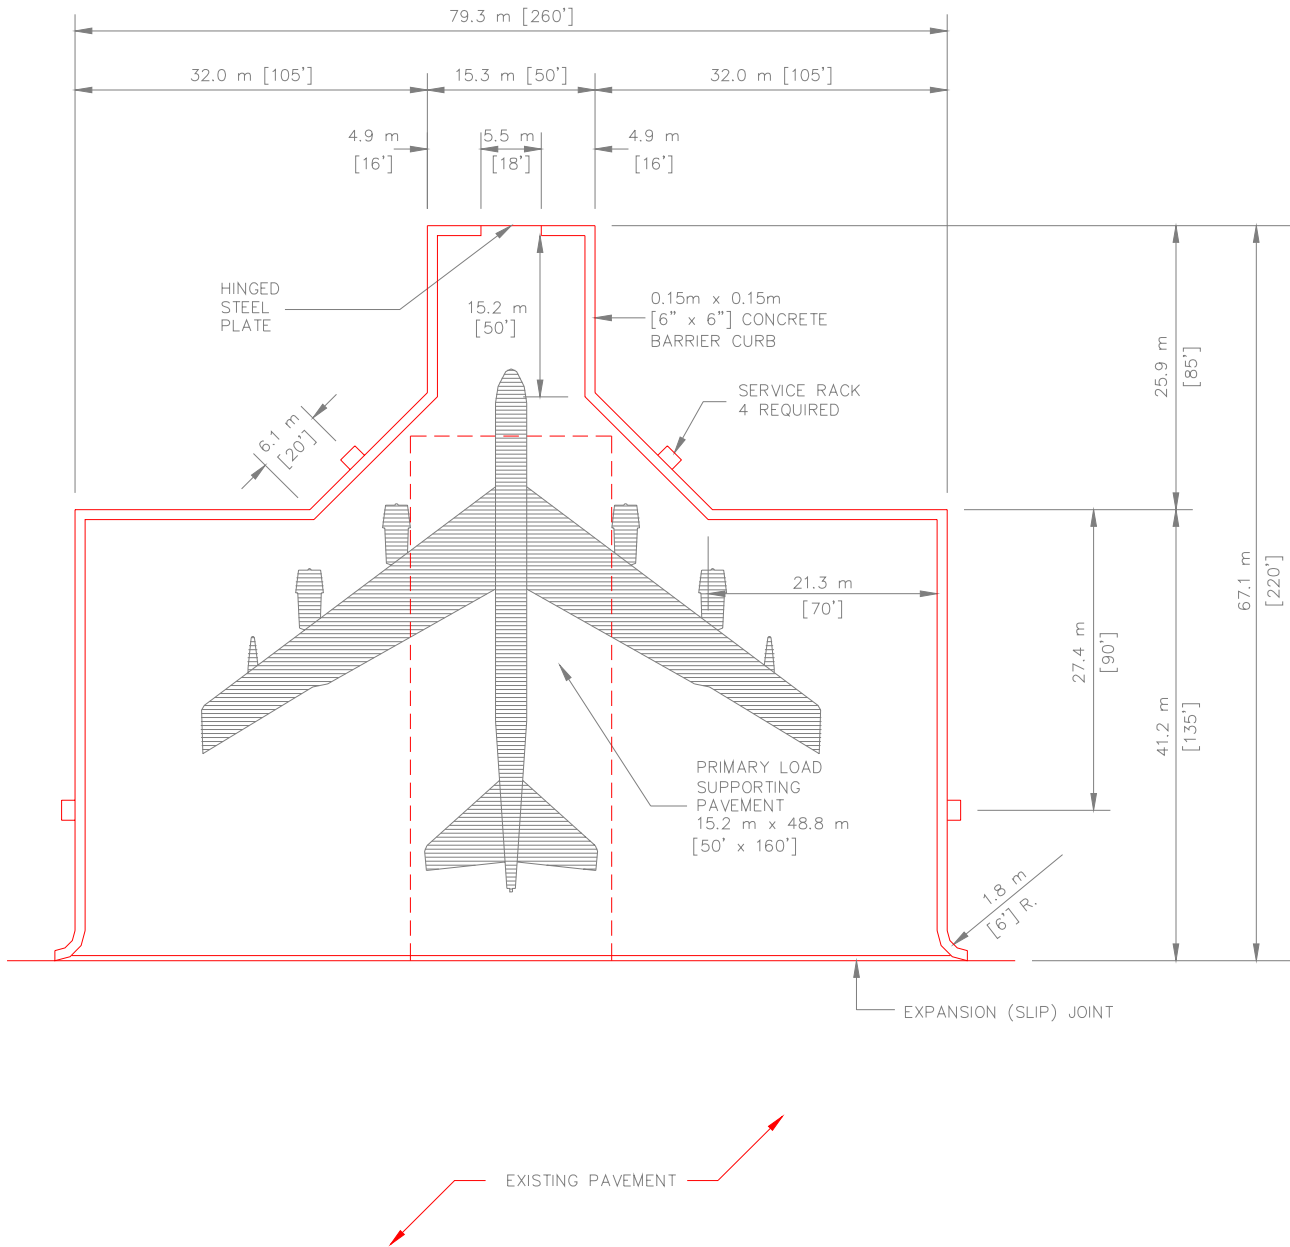 79.3 m [260']
32.0 m [105']
15.3 m [50']
32.0 m [105']
4.9 m
[16']
5.5 m
[18']
4.9 m
[16']
HINGED
STEEL
PLATE
15.2 m
[50']
0.15m x 0.15m
[6" x 6"] CONCRETE
BARRIER CURB
SERVICE RACK
4 REQUIRED
6.1 m
[20']
25.9 m
[85']
67.1 m
[220']
21.3 m
[70']
27.4 m
[90']
41.2 m
[135']
PRIMARY LOAD
SUPPORTING
PAVEMENT
15.2 m x 48.8 m
[50' x 160']
1.8 m
[6'] R.
EXPANSION (SLIP) JOINT
EXISTING PAVEMENT